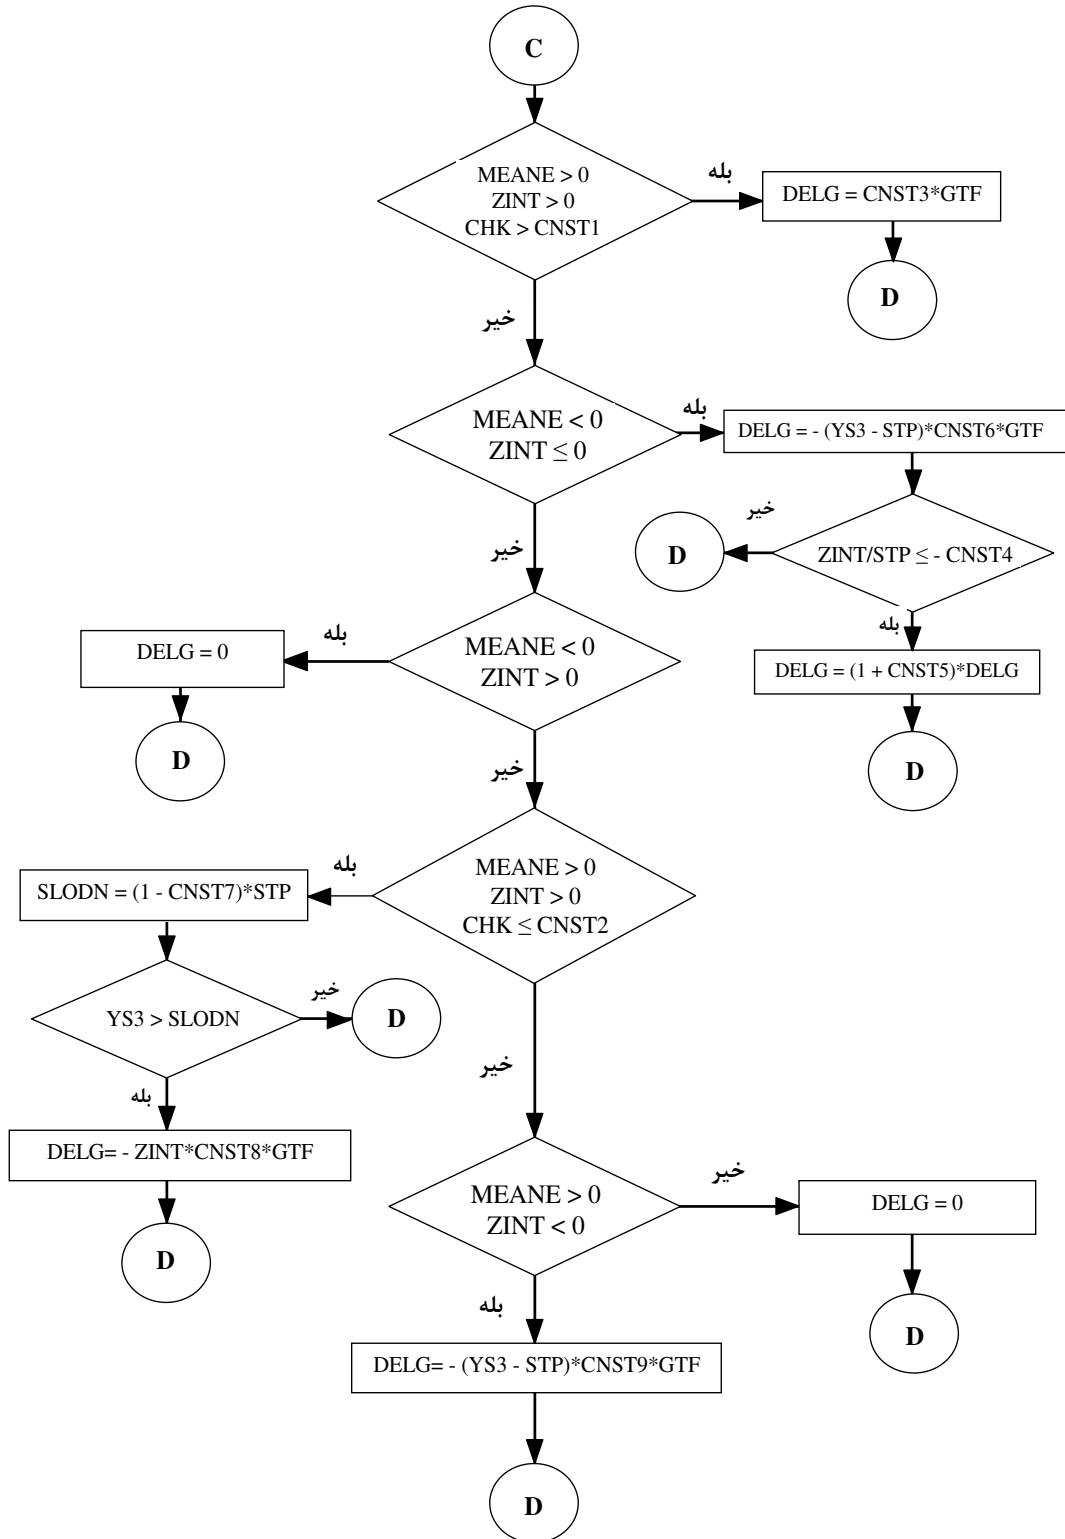 C
MEANE > 0
ZINT > 0
CHK > CNST1
بله
DELG = CNST3*GTF
D
خیر
MEANE < 0
ZINT ≤ 0
بله
DELG = - (YS3 - STP)*CNST6*GTF
خیر
D
ZINT/STP ≤ - CNST4
بله
DELG = (1 + CNST5)*DELG
D
خیر
MEANE < 0
ZINT > 0
بله
DELG = 0
D
خیر
MEANE > 0
ZINT > 0
CHK ≤ CNST2
بله
SLODN = (1 - CNST7)*STP
YS3 > SLODN
خیر
D
بله
DELG= - ZINT*CNST8*GTF
D
خیر
MEANE > 0
ZINT < 0
خیر
DELG = 0
D
بله
DELG= - (YS3 - STP)*CNST9*GTF
D